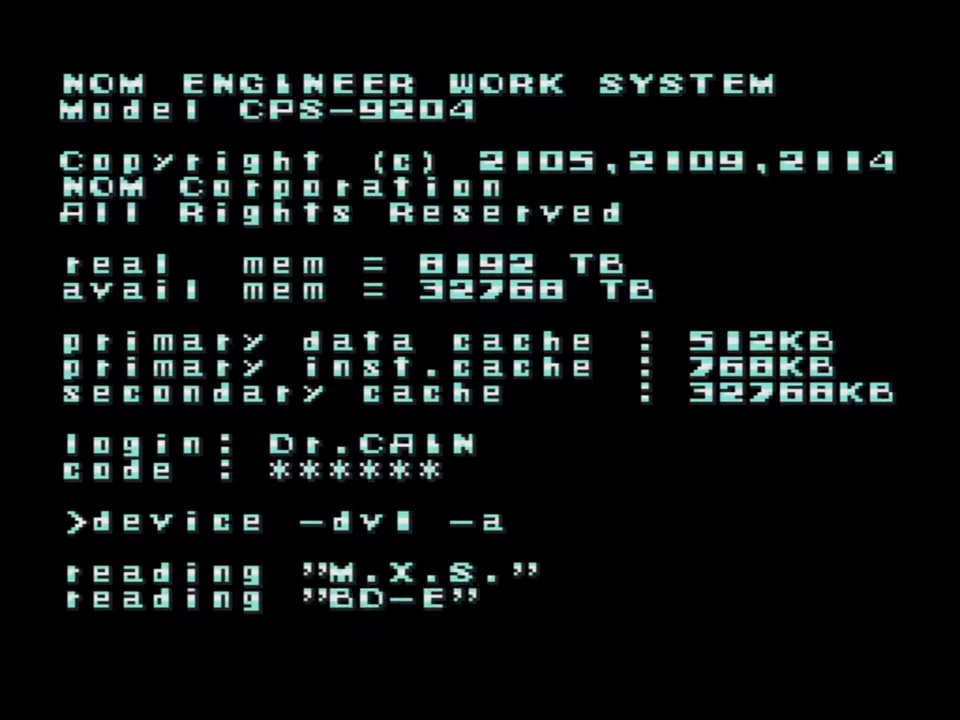 NOM ENGINEER WORK SYSTEM
Model CPS-9204
Copyright (c) 2105,2109,2114
NOM Corporation
All Rights Reserved
real mem = 8192 TB
avail mem = 32768 TB
primary data cache : 512KB
primary inst.cache : 768KB
secondary cache : 32768KB
login: Dr.CAIN
code : ******
>device -dvl -a
reading "M.X.S."
reading "BD-E"